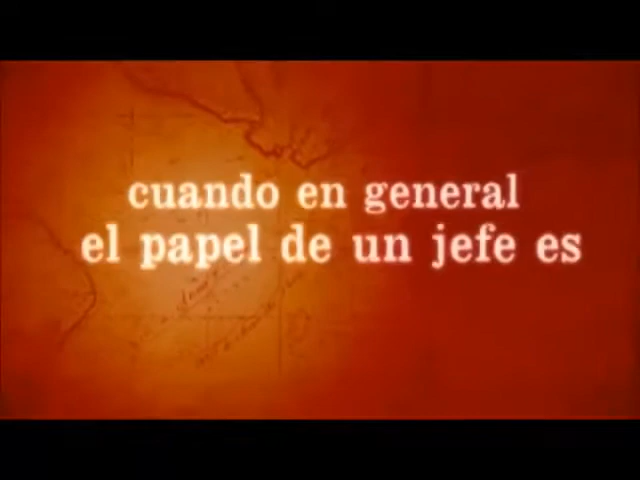 cuando en general
el papel de un jefe es